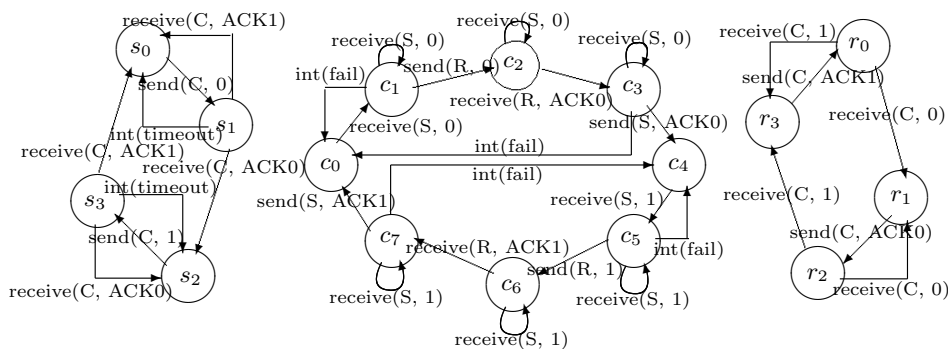 receive(C, ACK1)
s0
send(C, 0)
s1
int(timeout)
receive(C, ACK1)
receive(C, ACK0)
int(timeout)
s3
send(C, 1)
s2
receive(C, ACK0)
receive(S, 0)
receive(S, 0)
receive(S, 0)
c2
send(R, 0)
int(fail)
c1
c3
receive(R, ACK0)
receive(S, 0)
send(S, ACK0)
int(fail)
c0
c4
int(fail)
send(S, ACK1)
receive(S, 1)
c7
c5
receive(R, ACK1)
int(fail)
send(R, 1)
c6
receive(S, 1)
receive(S, 1)
receive(S, 1)
receive(C, 1)
r0
send(C, ACK1)
r3
receive(C, 0)
receive(C, 1)
r1
send(C, ACK0)
r2
receive(C, 0)